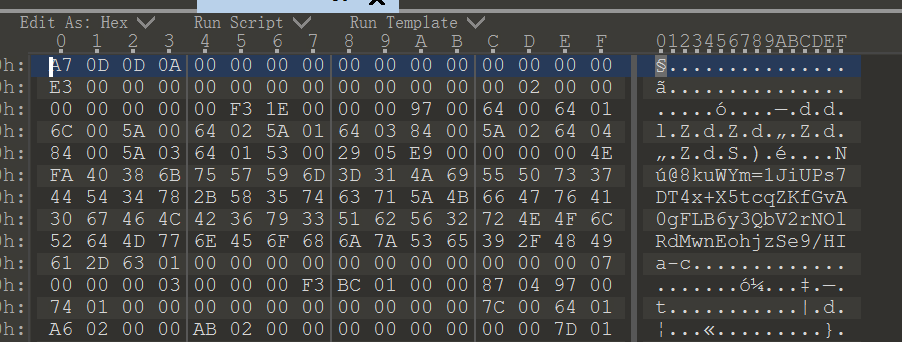 Edit As: Hex Run Script Run Template
0 1 2 3 4 5 6 7 8 9 A B C D E F 0123456789ABCDEF
0h: A7 0D 0D 0A 00 00 00 00 00 00 00 00 00 00 00 00 §...............
0h: E3 00 00 00 00 00 00 00 00 00 00 00 00 02 00 00 ã...............
0h: 00 00 00 00 00 F3 1E 00 00 00 97 00 64 00 64 01 .....ó....—.d.d.
0h: 6C 00 5A 00 64 02 5A 01 64 03 84 00 5A 02 64 04 l.Z.d.Z.d.„.Z.d.
0h: 84 00 5A 03 64 01 53 00 29 05 E9 00 00 00 00 4E „.Z.d.S.).é....N
0h: FA 40 38 6B 75 57 59 6D 3D 31 4A 69 55 50 73 37 ú@8kuWYm=1JiUPs7
0h: 44 54 34 78 2B 58 35 74 63 71 5A 4B 66 47 76 41 DT4x+X5tcqZKfGvA
0h: 30 67 46 4C 42 36 79 33 51 62 56 32 72 4E 4F 6C 0gFLB6y3QbV2rNOl
0h: 52 64 4D 77 6E 45 6F 68 6A 7A 53 65 39 2F 48 49 RdMwnEohjzSe9/HI
0h: 61 2D 63 01 00 00 00 00 00 00 00 00 00 00 00 07 a-c.............
0h: 00 00 00 03 00 00 00 F3 BC 01 00 00 87 04 97 00 .......ó¼...‡.—.
0h: 74 01 00 00 00 00 00 00 00 00 00 00 7C 00 64 01 t...........|.d.
0h: A6 02 00 00 AB 02 00 00 00 00 00 00 00 00 7D 01 ¦...«.........}.